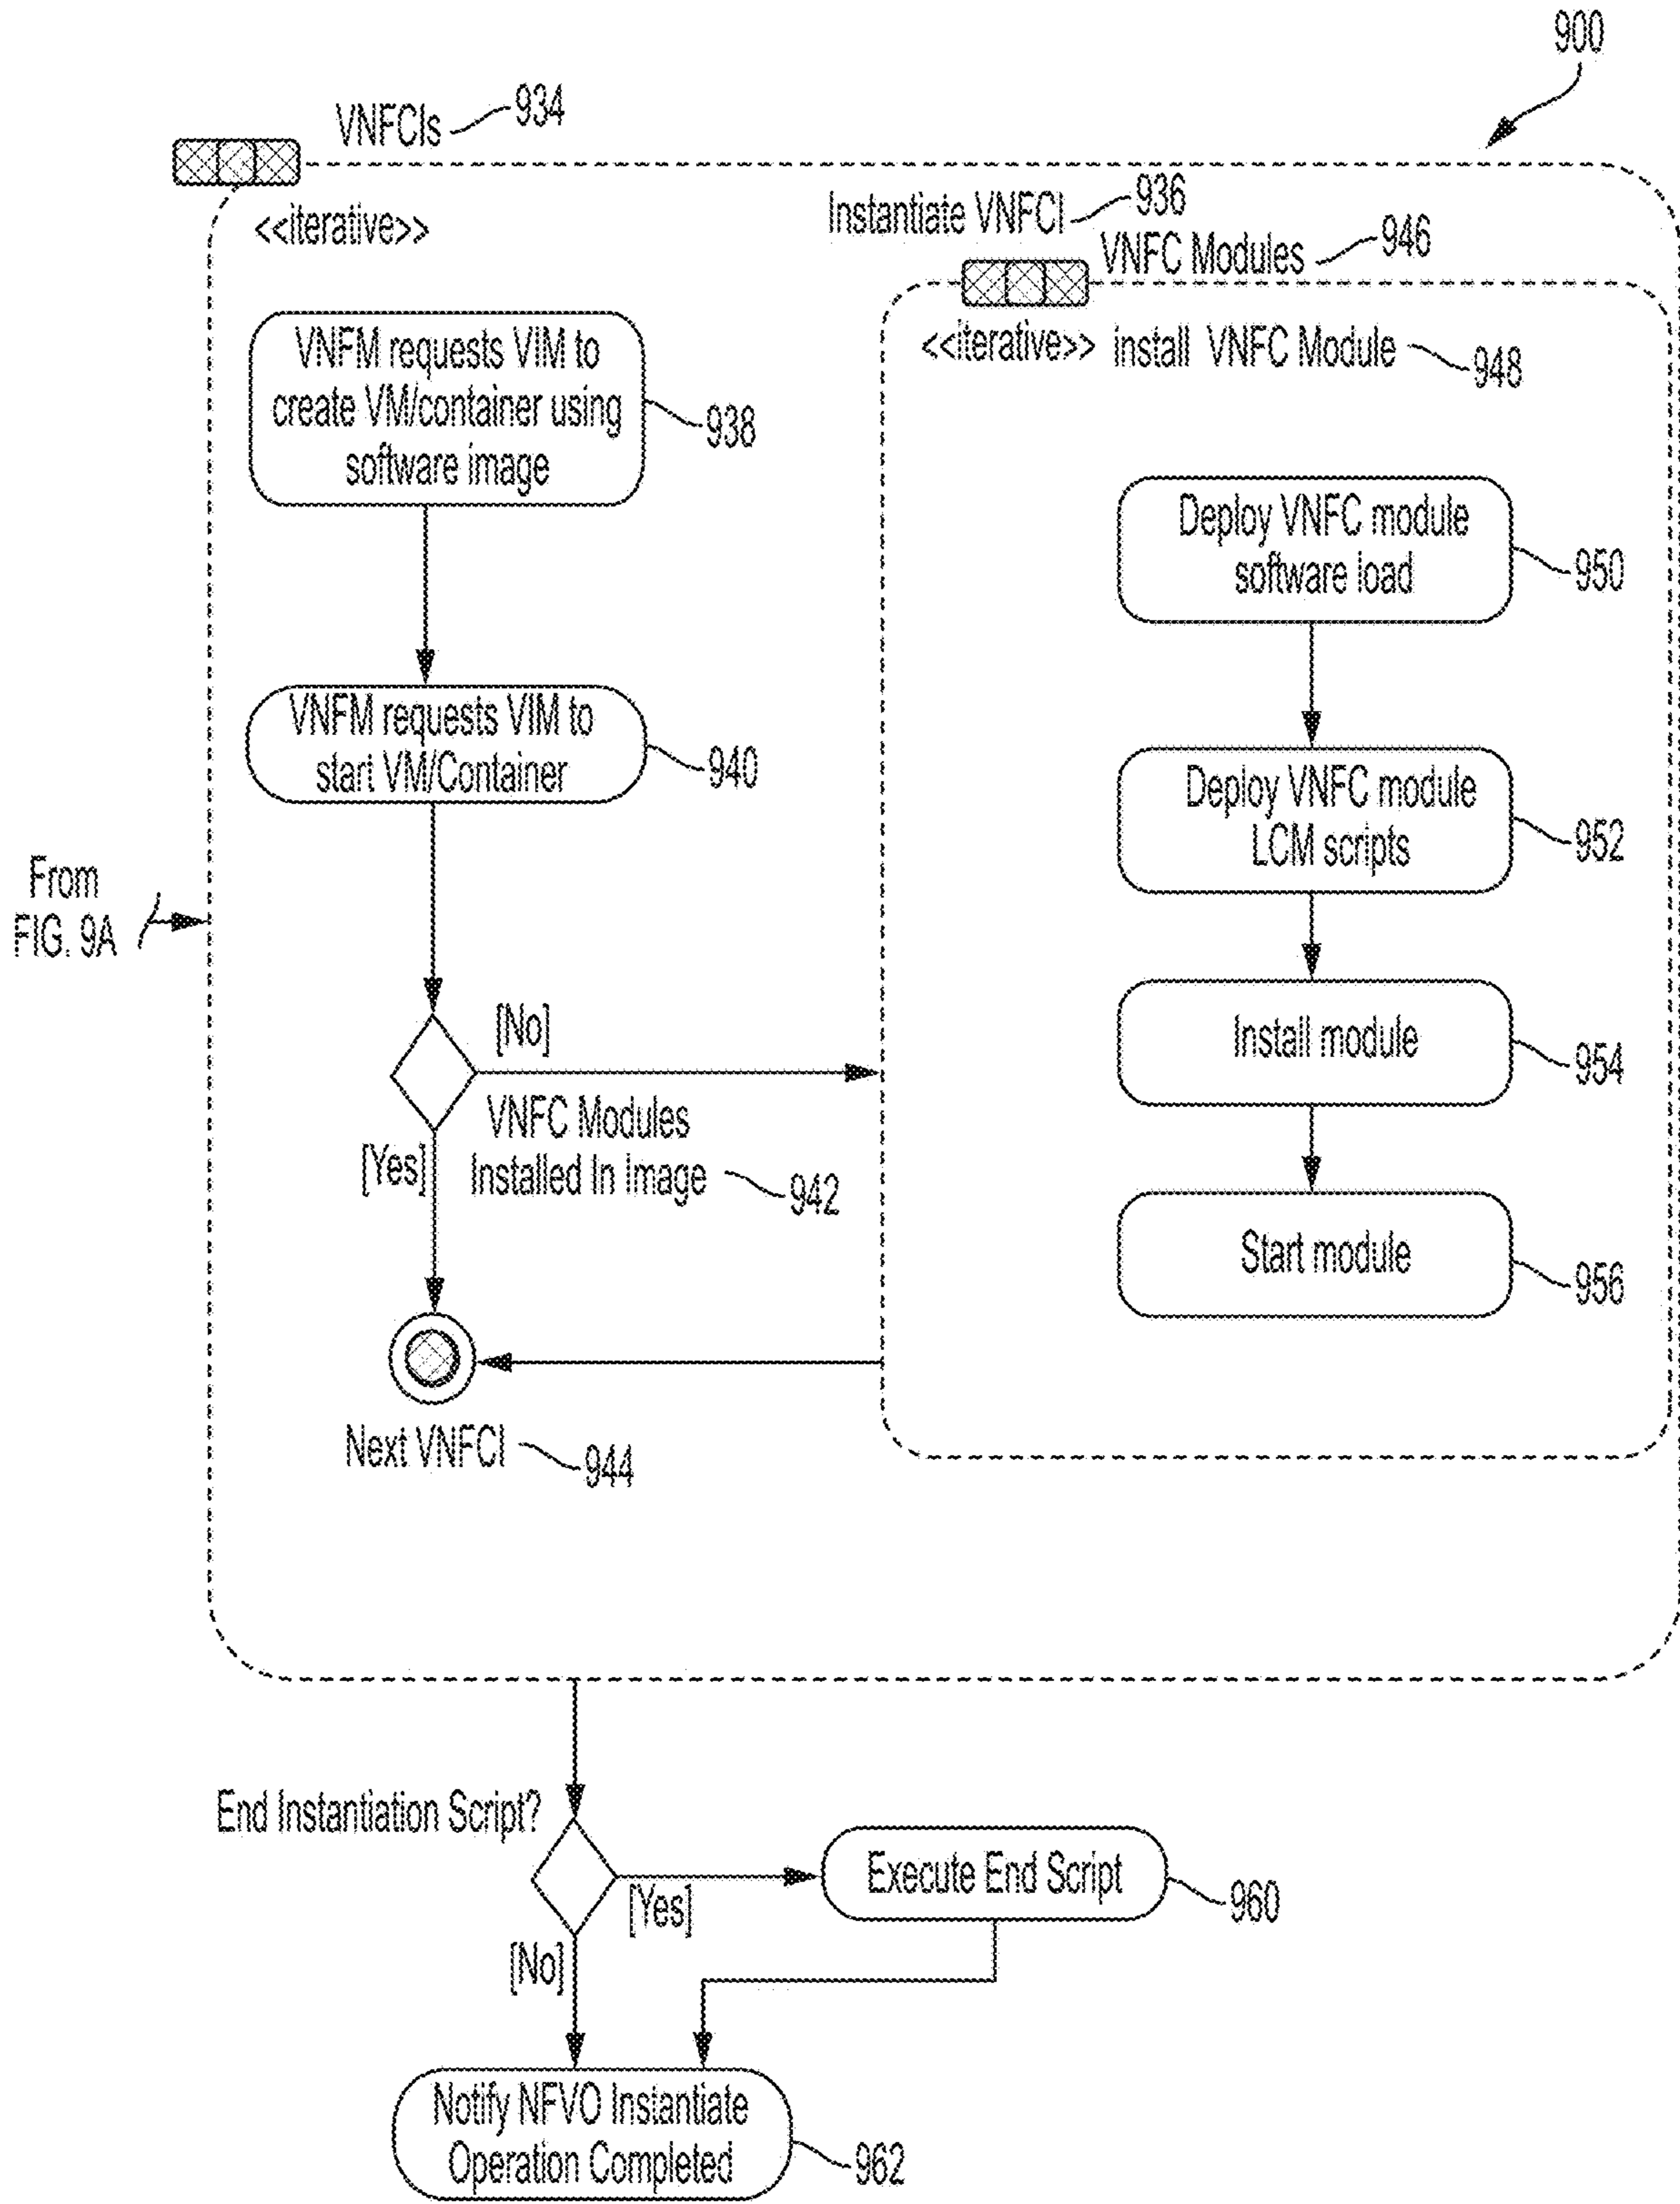 900
VNFCIs 934
<<iterative>>
Instantiate VNFCI 936
VNFC Modules 946
<<iterative>> install VNFC Module 948
VNFM requests VIM to
create VM/container using
software image
938
Deploy VNFC module
software load
950
VNFM requests VIM to
start VM/Container
940
Deploy VNFC module
LCM scripts
952
From
FIG. 9A
Install module
954
[No]
VNFC Modules
Installed In Image
942
[Yes]
Start module
956
Next VNFCI 944
End Instantiation Script?
[Yes]
Execute End Script
960
[No]
Notify NFVO Instantiate
Operation Completed
962